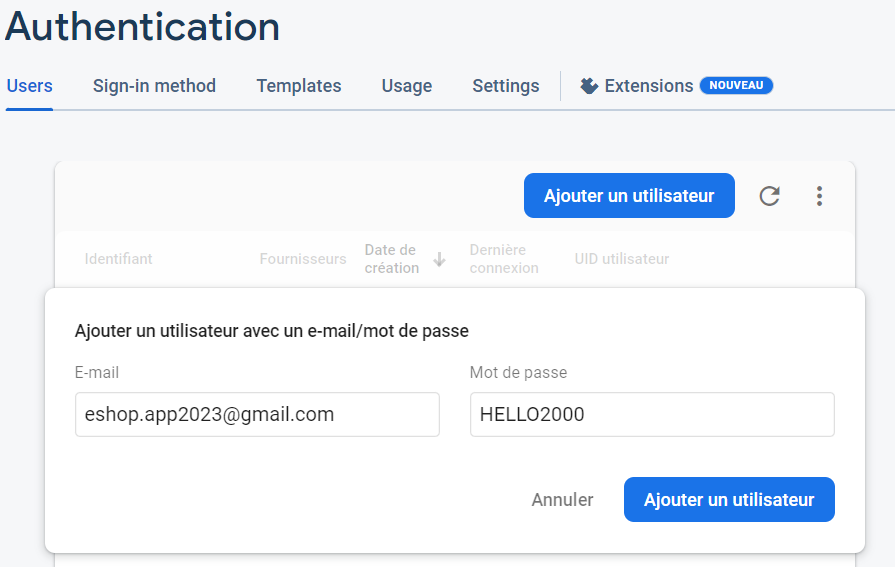 Authentication
Users Sign-in method Templates Usage Settings Extensions NOUVEAU
Ajouter un utilisateur
Identifiant Fournisseurs Date de création Dernière connexion UID utilisateur
Ajouter un utilisateur avec un e-mail/mot de passe
E-mail Mot de passe
eshop.app2023@gmail.com HELLO2000
Annuler Ajouter un utilisateur